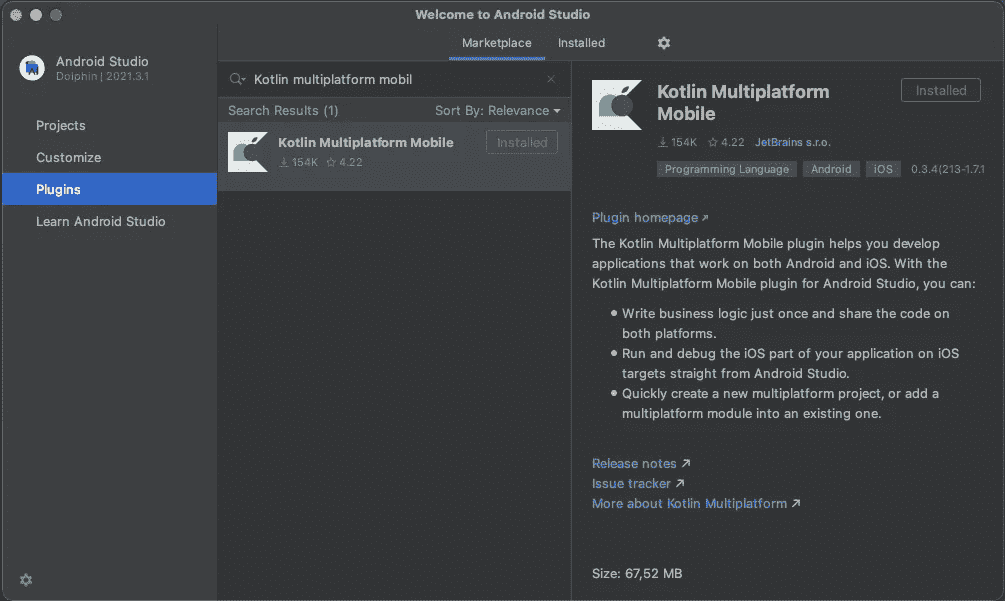 Welcome to Android Studio
Android Studio
Dolphin | 2021.3.1
Projects
Customize
Plugins
Learn Android Studio
Marketplace
Installed
Kotlin multiplatform mobil
Search Results (1)
Sort By: Relevance
Kotlin Multiplatform Mobile
154K
4.22
Installed
Kotlin Multiplatform
Mobile
Installed
154K
4.22
JetBrains s.r.o.
Programming Language
Android
iOS
0.3.4(213-1.7.1
Plugin homepage
The Kotlin Multiplatform Mobile plugin helps you develop
applications that work on both Android and iOS. With the
Kotlin Multiplatform Mobile plugin for Android Studio, you can:
Write business logic just once and share the code on
both platforms.
Run and debug the iOS part of your application on iOS
targets straight from Android Studio.
Quickly create a new multiplatform project, or add a
multiplatform module into an existing one.
Release notes
Issue tracker
More about Kotlin Multiplatform
Size: 67,52 MB